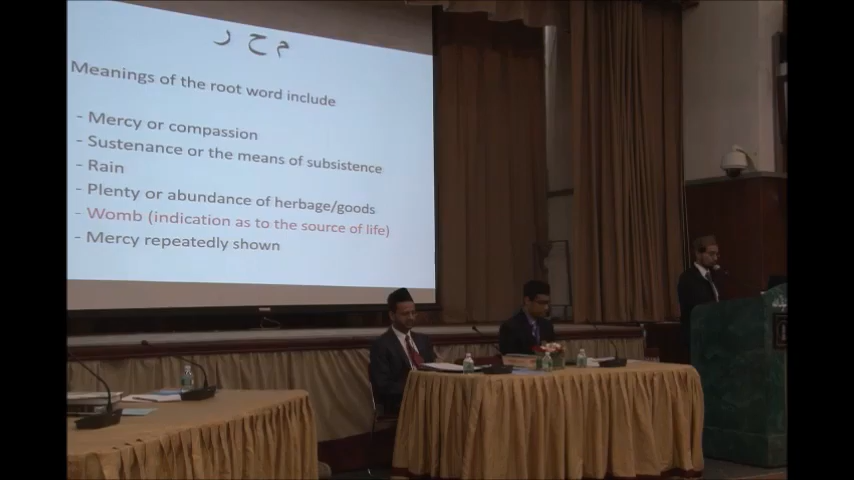 م ح ر
Meanings of the root word include
- Mercy or compassion
- Sustenance or the means of subsistence
- Rain
- Plenty or abundance of herbage/goods
- Womb (indication as to the source of life)
- Mercy repeatedly shown